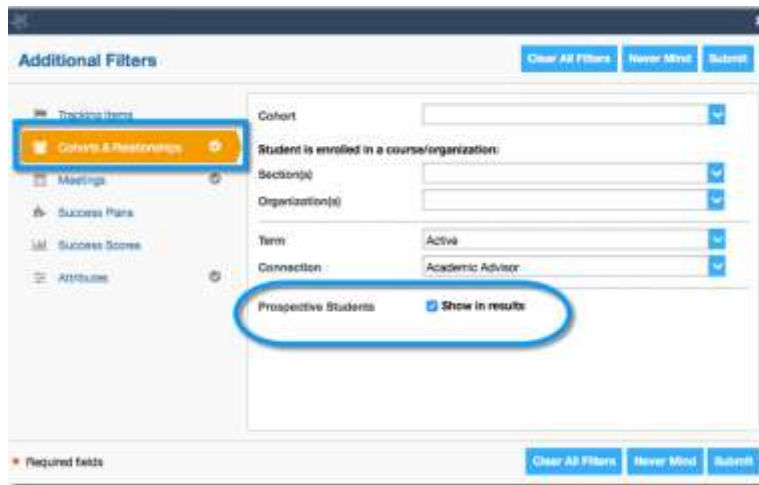 Additional Filters
Clear All Filters Never Mind Submit
Tracking Items
Cohorts & Relationships
Meetings
Success Plans
Success Scores
Attributes
Cohort
Student is enrolled in a course/organization:
Section(s)
Organization(s)
Term Active
Connection Academic Advisor
Prospective Students Show in results
* Required fields
Clear All Filters Never Mind Submit